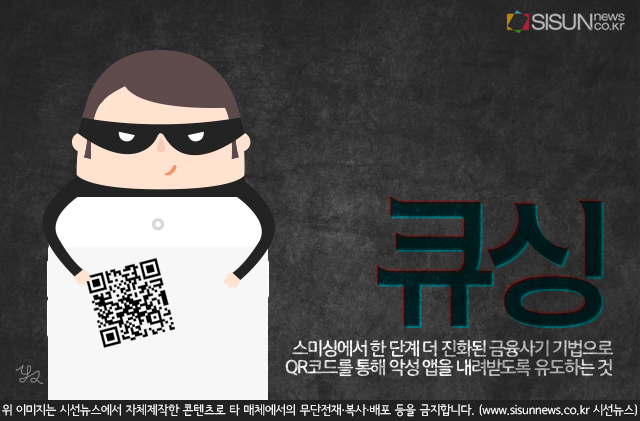 SISUNnews
co.kr
큐싱
스미싱에서 한 단계 더 진화된 금융사기 기법으로
QR코드를 통해 악성 앱을 내려받도록 유도하는 것
위 이미지는 시선뉴스에서 자체제작한 콘텐츠로 타 매체에서의 무단전재·복사·배포 등을 금지합니다. (www.sisunnews.co.kr 시선뉴스)